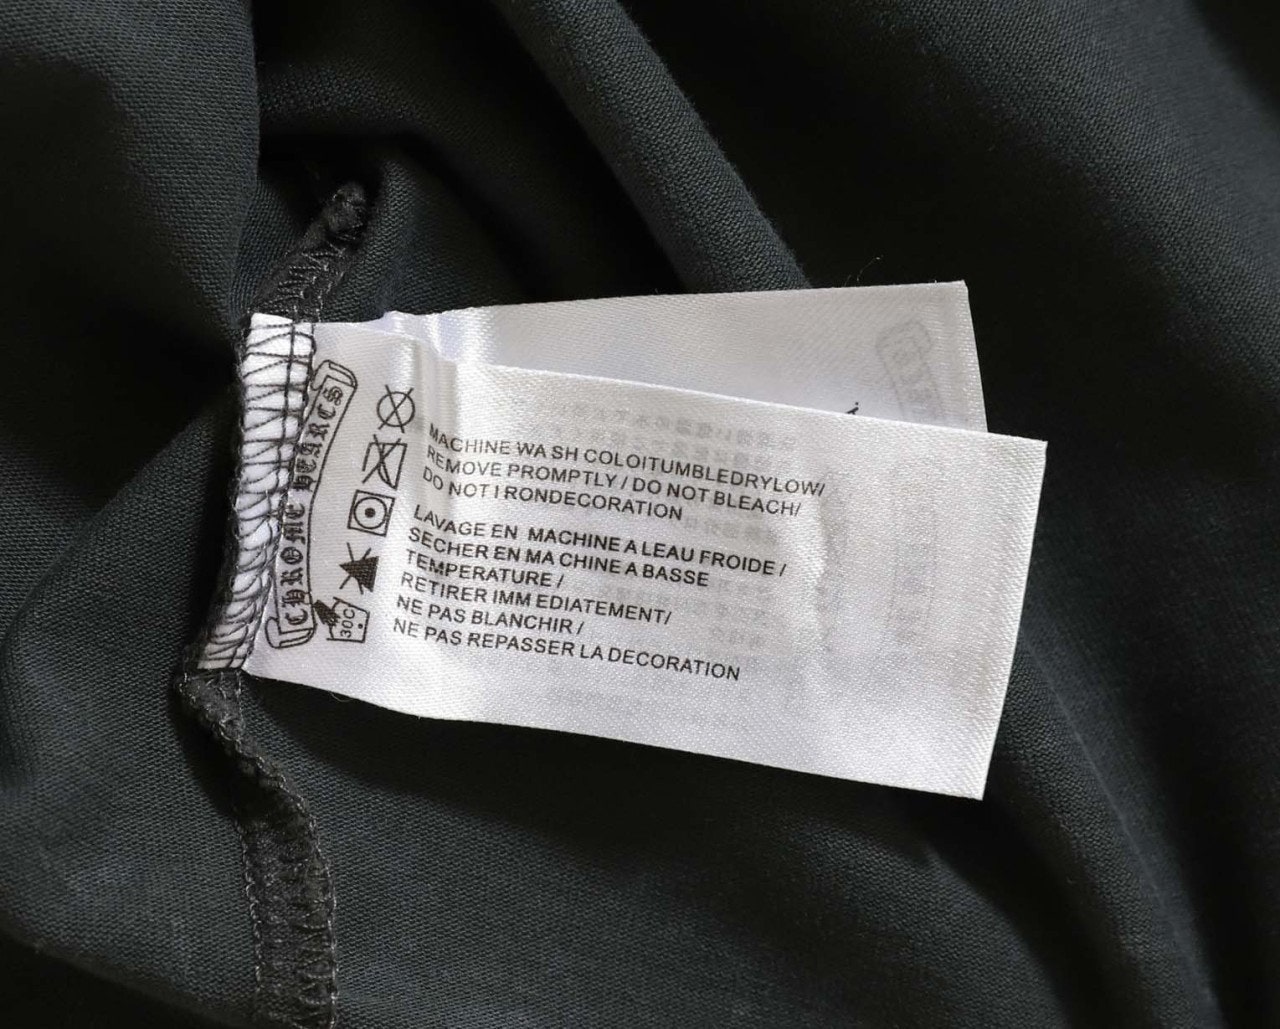 CHROME HEARTS
30C
MACHINE WA SH COLOITUMBLEDRYLOW/
REMOVE PROMPTLY / DO NOT BLEACH/
DO NOT I RONDECORATION
LAVAGE EN MACHINE A LEAU FROIDE /
SECHER EN MA CHINE A BASSE
TEMPERATURE /
RETIRER IMM EDIATEMENT/
NE PAS BLANCHIR /
NE PAS REPASSER LA DECORATION